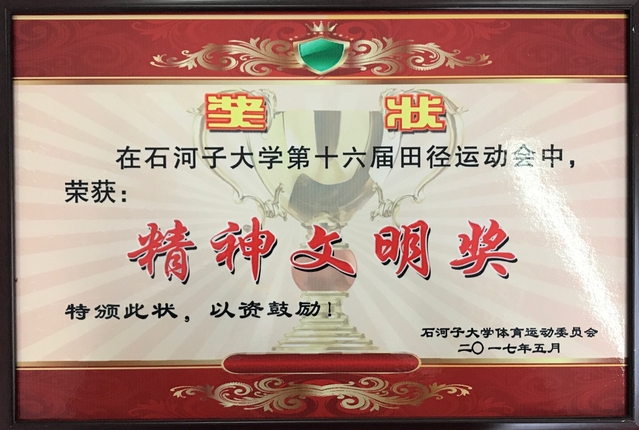 奖 状
在石河子大学第十六届田径运动会中，
荣获：
精神文明奖
特颁此状，以资鼓励！
石河子大学体育运动委员会
二〇一七年五月